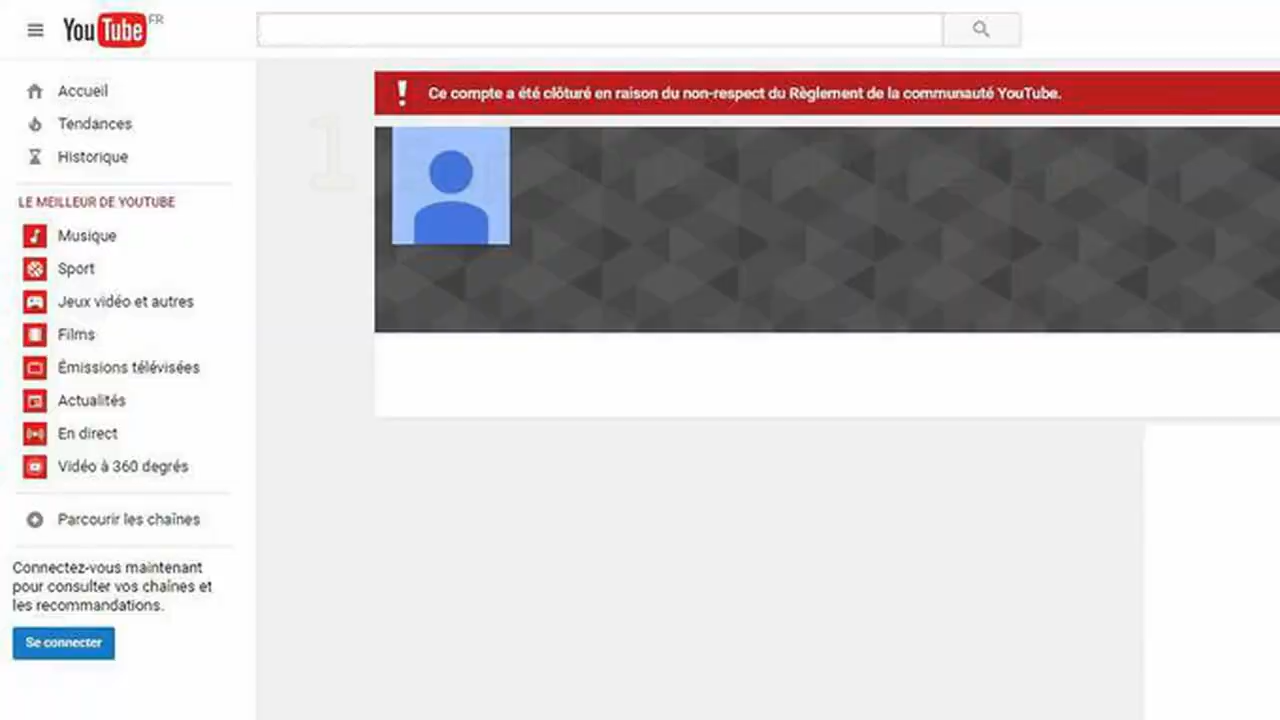 YouTube FR
Ce compte a été clôturé en raison du non-respect du Règlement de la communauté YouTube.
Accueil
Tendances
Historique
1
LE MEILLEUR DE YOUTUBE
Musique
Sport
Jeux vidéo et autres
Films
Émissions télévisées
Actualités
En direct
Vidéo à 360 degrés
Parcourir les chaînes
Connectez-vous maintenant
pour consulter vos chaînes et
les recommandations.
Se connecter